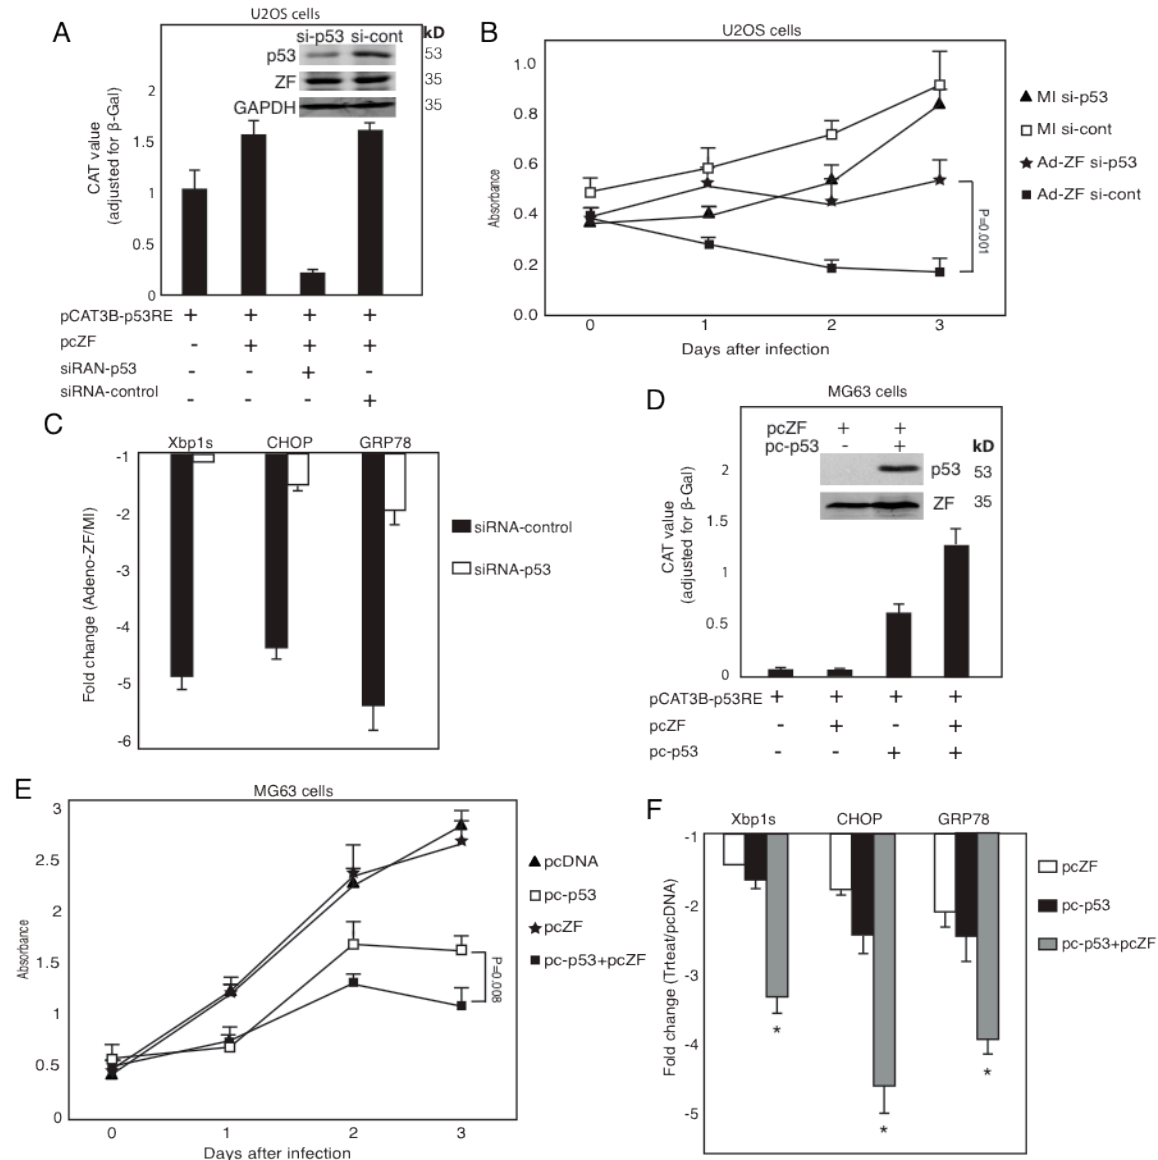 A
U2OS cells
si-p53 si-cont kD
p53 53
ZF 35
GAPDH 35
CAT value
(adjusted for β-Gal)
2
1.5
1
0.5
0
pCAT3B-p53RE + + + +
pcZF - + + +
siRAN-p53 - - + -
siRNA-control - - - +
B
U2OS cells
Absorbance
1.0
0.8
0.6
0.4
0.2
0.0
0 1 2 3
Days after infection
P=0.001
MI si-p53
MI si-cont
Ad-ZF si-p53
Ad-ZF si-cont
C
Xbp1s CHOP GRP78
Fold change (Adeno-ZF/MI)
-1
-2
-3
-4
-5
-6
siRNA-control
siRNA-p53
D
MG63 cells
pcZF + +
pc-p53 - + kD
p53 53
ZF 35
CAT value
(adjusted for β-Gal)
2
1.5
1
0.5
0
pCAT3B-p53RE + + + +
pcZF - + - +
pc-p53 - - + +
E
MG63 cells
Absorbance
3
2.5
2
1.5
1
0.5
0
0 1 2 3
Days after infection
P=0.008
pcDNA
pc-p53
pcZF
pc-p53+pcZF
F
Xbp1s CHOP GRP78
Fold change (Trteat/pcDNA)
-1
-2
-3
-4
-5
* * *
pcZF
pc-p53
pc-p53+pcZF